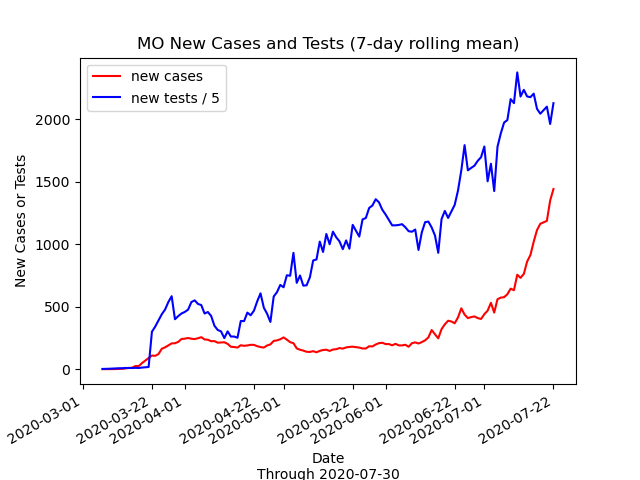 MO New Cases and Tests (7-day rolling mean)
new cases
new tests / 5
New Cases or Tests
2000
1500
1000
500
0
2020-03-01
2020-03-22
2020-04-01
2020-04-22
2020-05-01
2020-05-22
2020-06-01
2020-06-22
2020-07-01
2020-07-22
Date
Through 2020-07-30